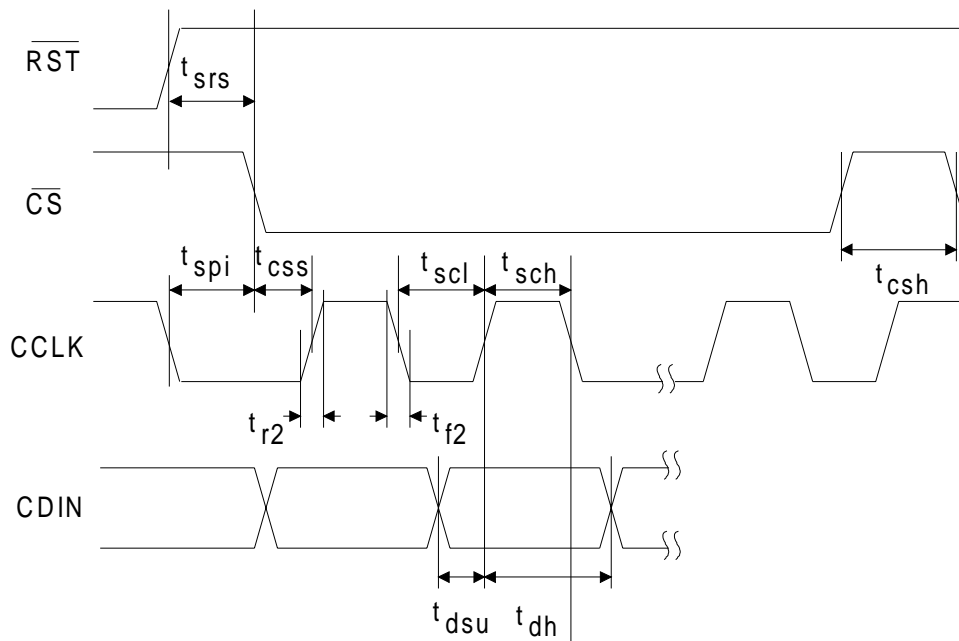 RST
t srs
CS
t spi
t css
t scl
t sch
t csh
CCLK
t r2
t f2
CDIN
t dsu
t dh